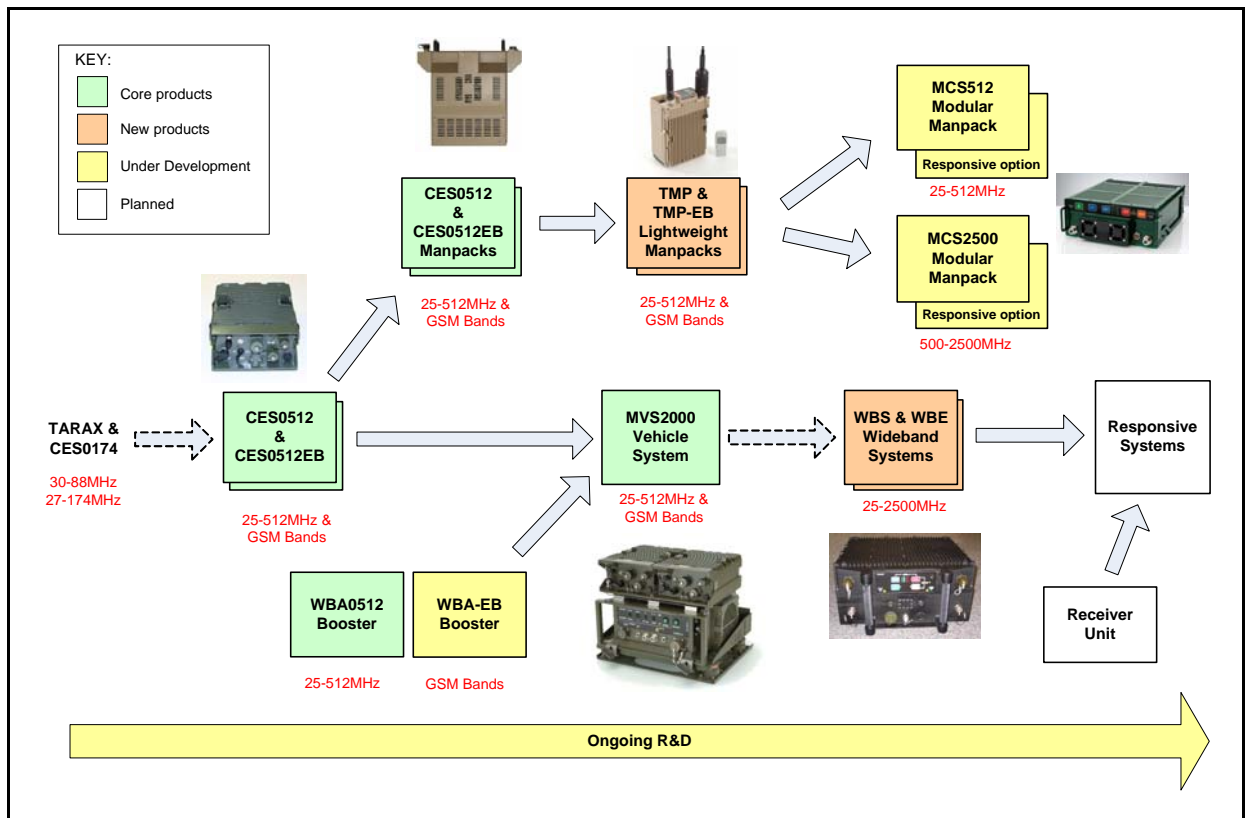 KEY:
Core products
New products
Under Development
Planned
CES0512
&
CES0512EB
Manpacks
25-512MHz &
GSM Bands
TMP &
TMP-EB
Lightweight
Manpacks
25-512MHz &
GSM Bands
MCS512
Modular
Manpack
Responsive option
25-512MHz
MCS2500
Modular
Manpack
Responsive option
500-2500MHz
TARAX &
CES0174
30-88MHz
27-174MHz
CES0512
&
CES0512EB
25-512MHz &
GSM Bands
MVS2000
Vehicle
System
25-512MHz &
GSM Bands
WBS & WBE
Wideband
Systems
25-2500MHz
Responsive
Systems
WBA0512
Booster
25-512MHz
WBA-EB
Booster
GSM Bands
Receiver
Unit
Ongoing R&D